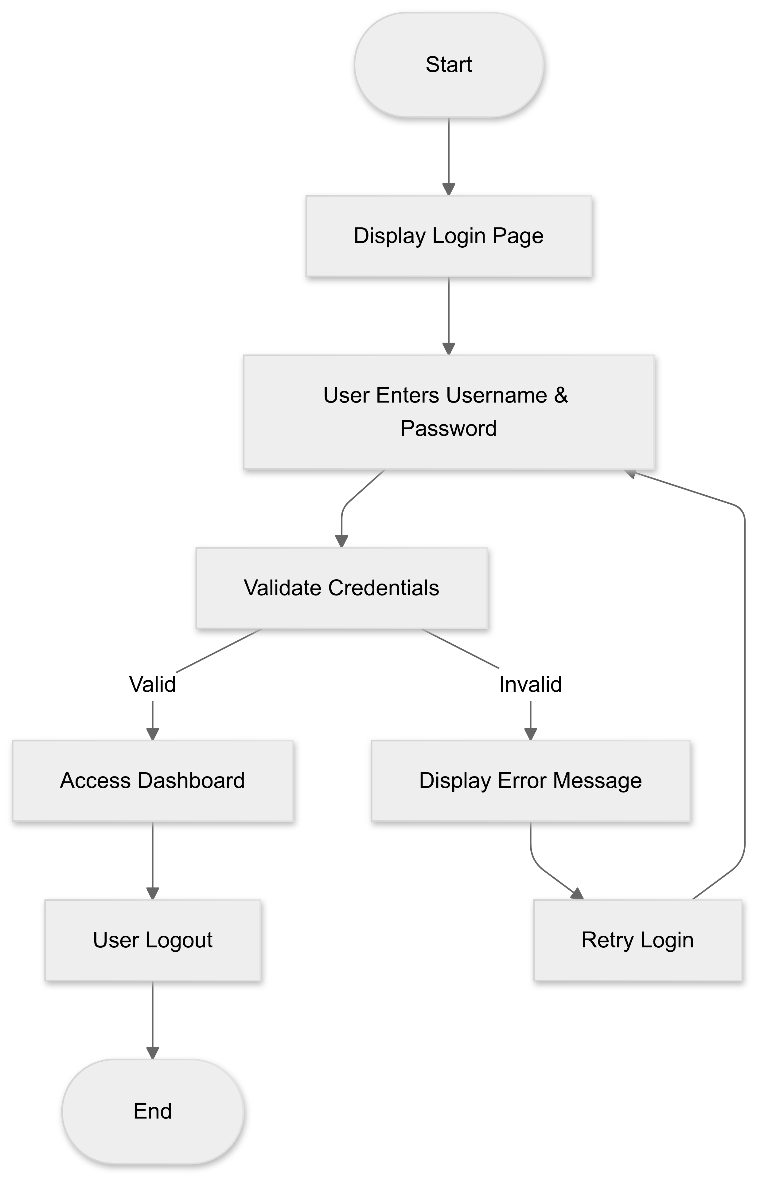 Start
Display Login Page
User Enters Username &
Password
Validate Credentials
Valid
Invalid
Access Dashboard
Display Error Message
User Logout
Retry Login
End